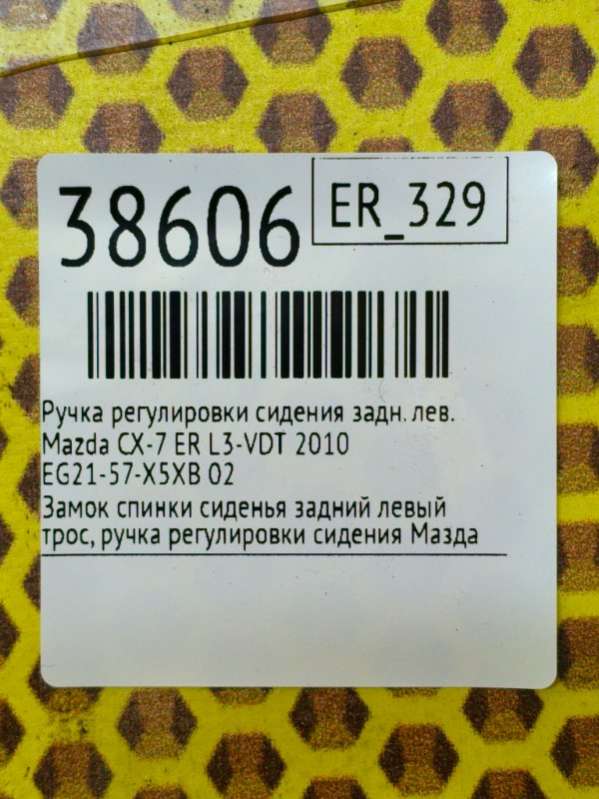 38606
ER_329
Ручка регулировки сидения задн. лев.
Mazda CX-7 ER L3-VDT 2010
EG21-57-X5XB 02
Замок спинки сиденья задний левый
трос, ручка регулировки сидения Мазда